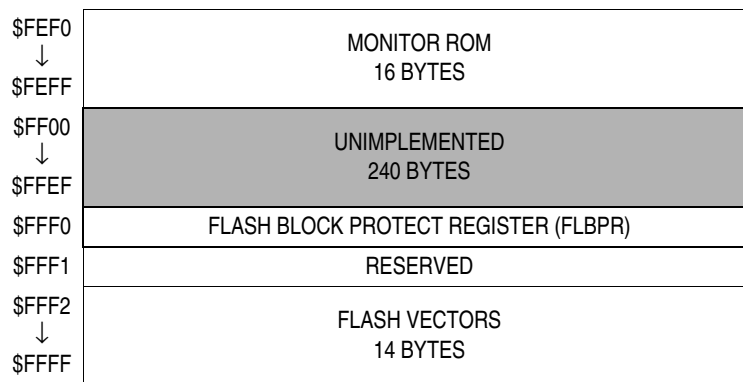 $FEF0
↓
$FEFF
MONITOR ROM
16 BYTES
$FF00
↓
$FFEF
UNIMPLEMENTED
240 BYTES
$FFF0
FLASH BLOCK PROTECT REGISTER (FLBPR)
$FFF1
RESERVED
$FFF2
↓
$FFFF
FLASH VECTORS
14 BYTES